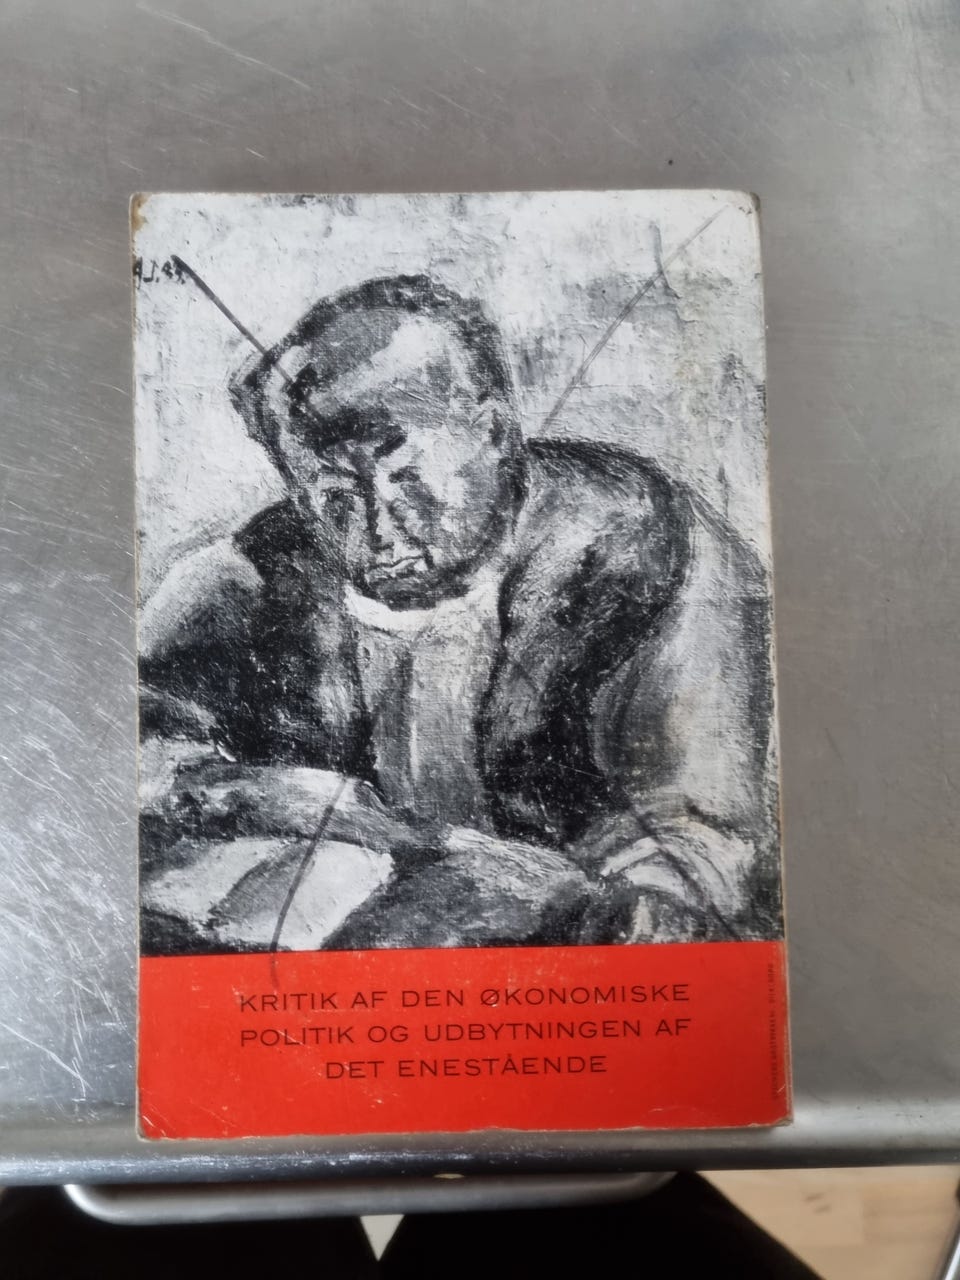 KRITIK AF DEN ØKONOMISKE
POLITIK OG UDBYTNINGEN AF
DET ENESTÅENDE